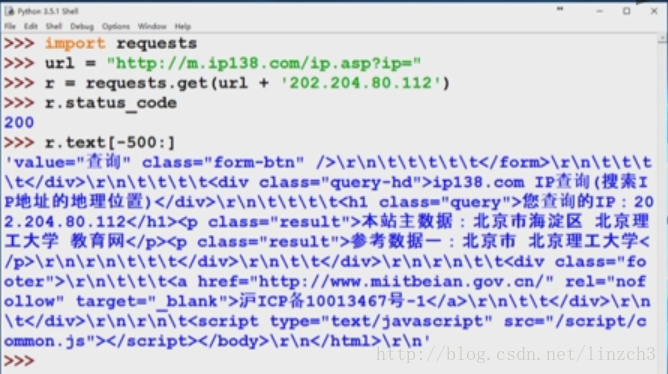 Python 3.5.1 Shell
File Edit Shell Debug Options Window Help
>>> import requests
>>> url = "http://m.ip138.com/ip.asp?ip="
>>> r = requests.get(url + '202.204.80.112')
>>> r.status_code
200
>>> r.text[-500:]
'value="查询" class="form-btn" />\r\n\t\t\t\t\t</form>\r\n\t\t\t\t
\t</div>\r\n\t\t\t\t\t<div class="query-hd">ip138.com IP查询(搜索I
P地址的地理位置)</div>\r\n\t\t\t\t\t<h1 class="query">您查询的IP：20
2.204.80.112</h1><p class="result">本站主数据：北京市海淀区 北京理
工大学 教育网</p><p class="result">参考数据一：北京市 北京理工大学<
/p>\r\n\r\n\t\t\t\t</div>\r\n\t\t\t</div>\r\n\r\n\t\t<div class="fo
oter">\r\n\t\t\t<a href="http://www.miitbeian.gov.cn/" rel="nof
ollow" target="_blank">沪ICP备10013467号-1</a>\r\n\t\t</div>\r\n
\t</div>\r\n\r\n\t<script type="text/javascript" src="/script/c
ommon.js"></script></body>\r\n</html>\r\n'
>>>
http://blog.csdn.net/linzch3